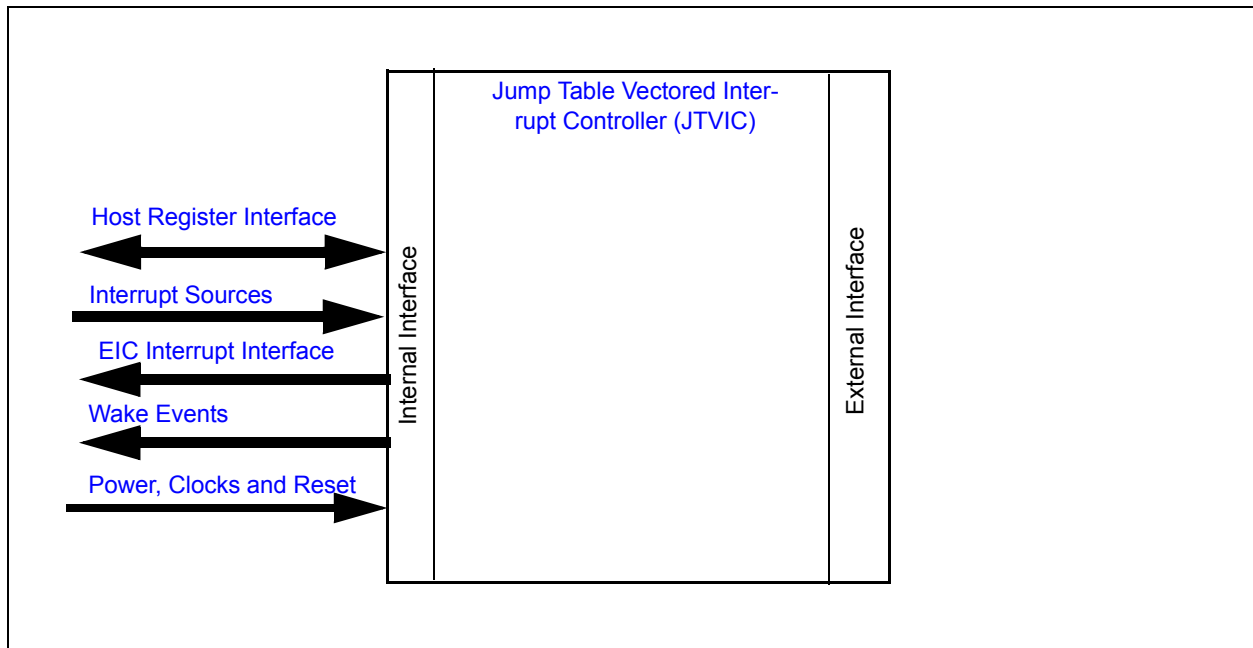 Jump Table Vectored Inter-
rupt Controller (JTVIC)
Host Register Interface
Interrupt Sources
EIC Interrupt Interface
Wake Events
Power, Clocks and Reset
Internal Interface
External Interface